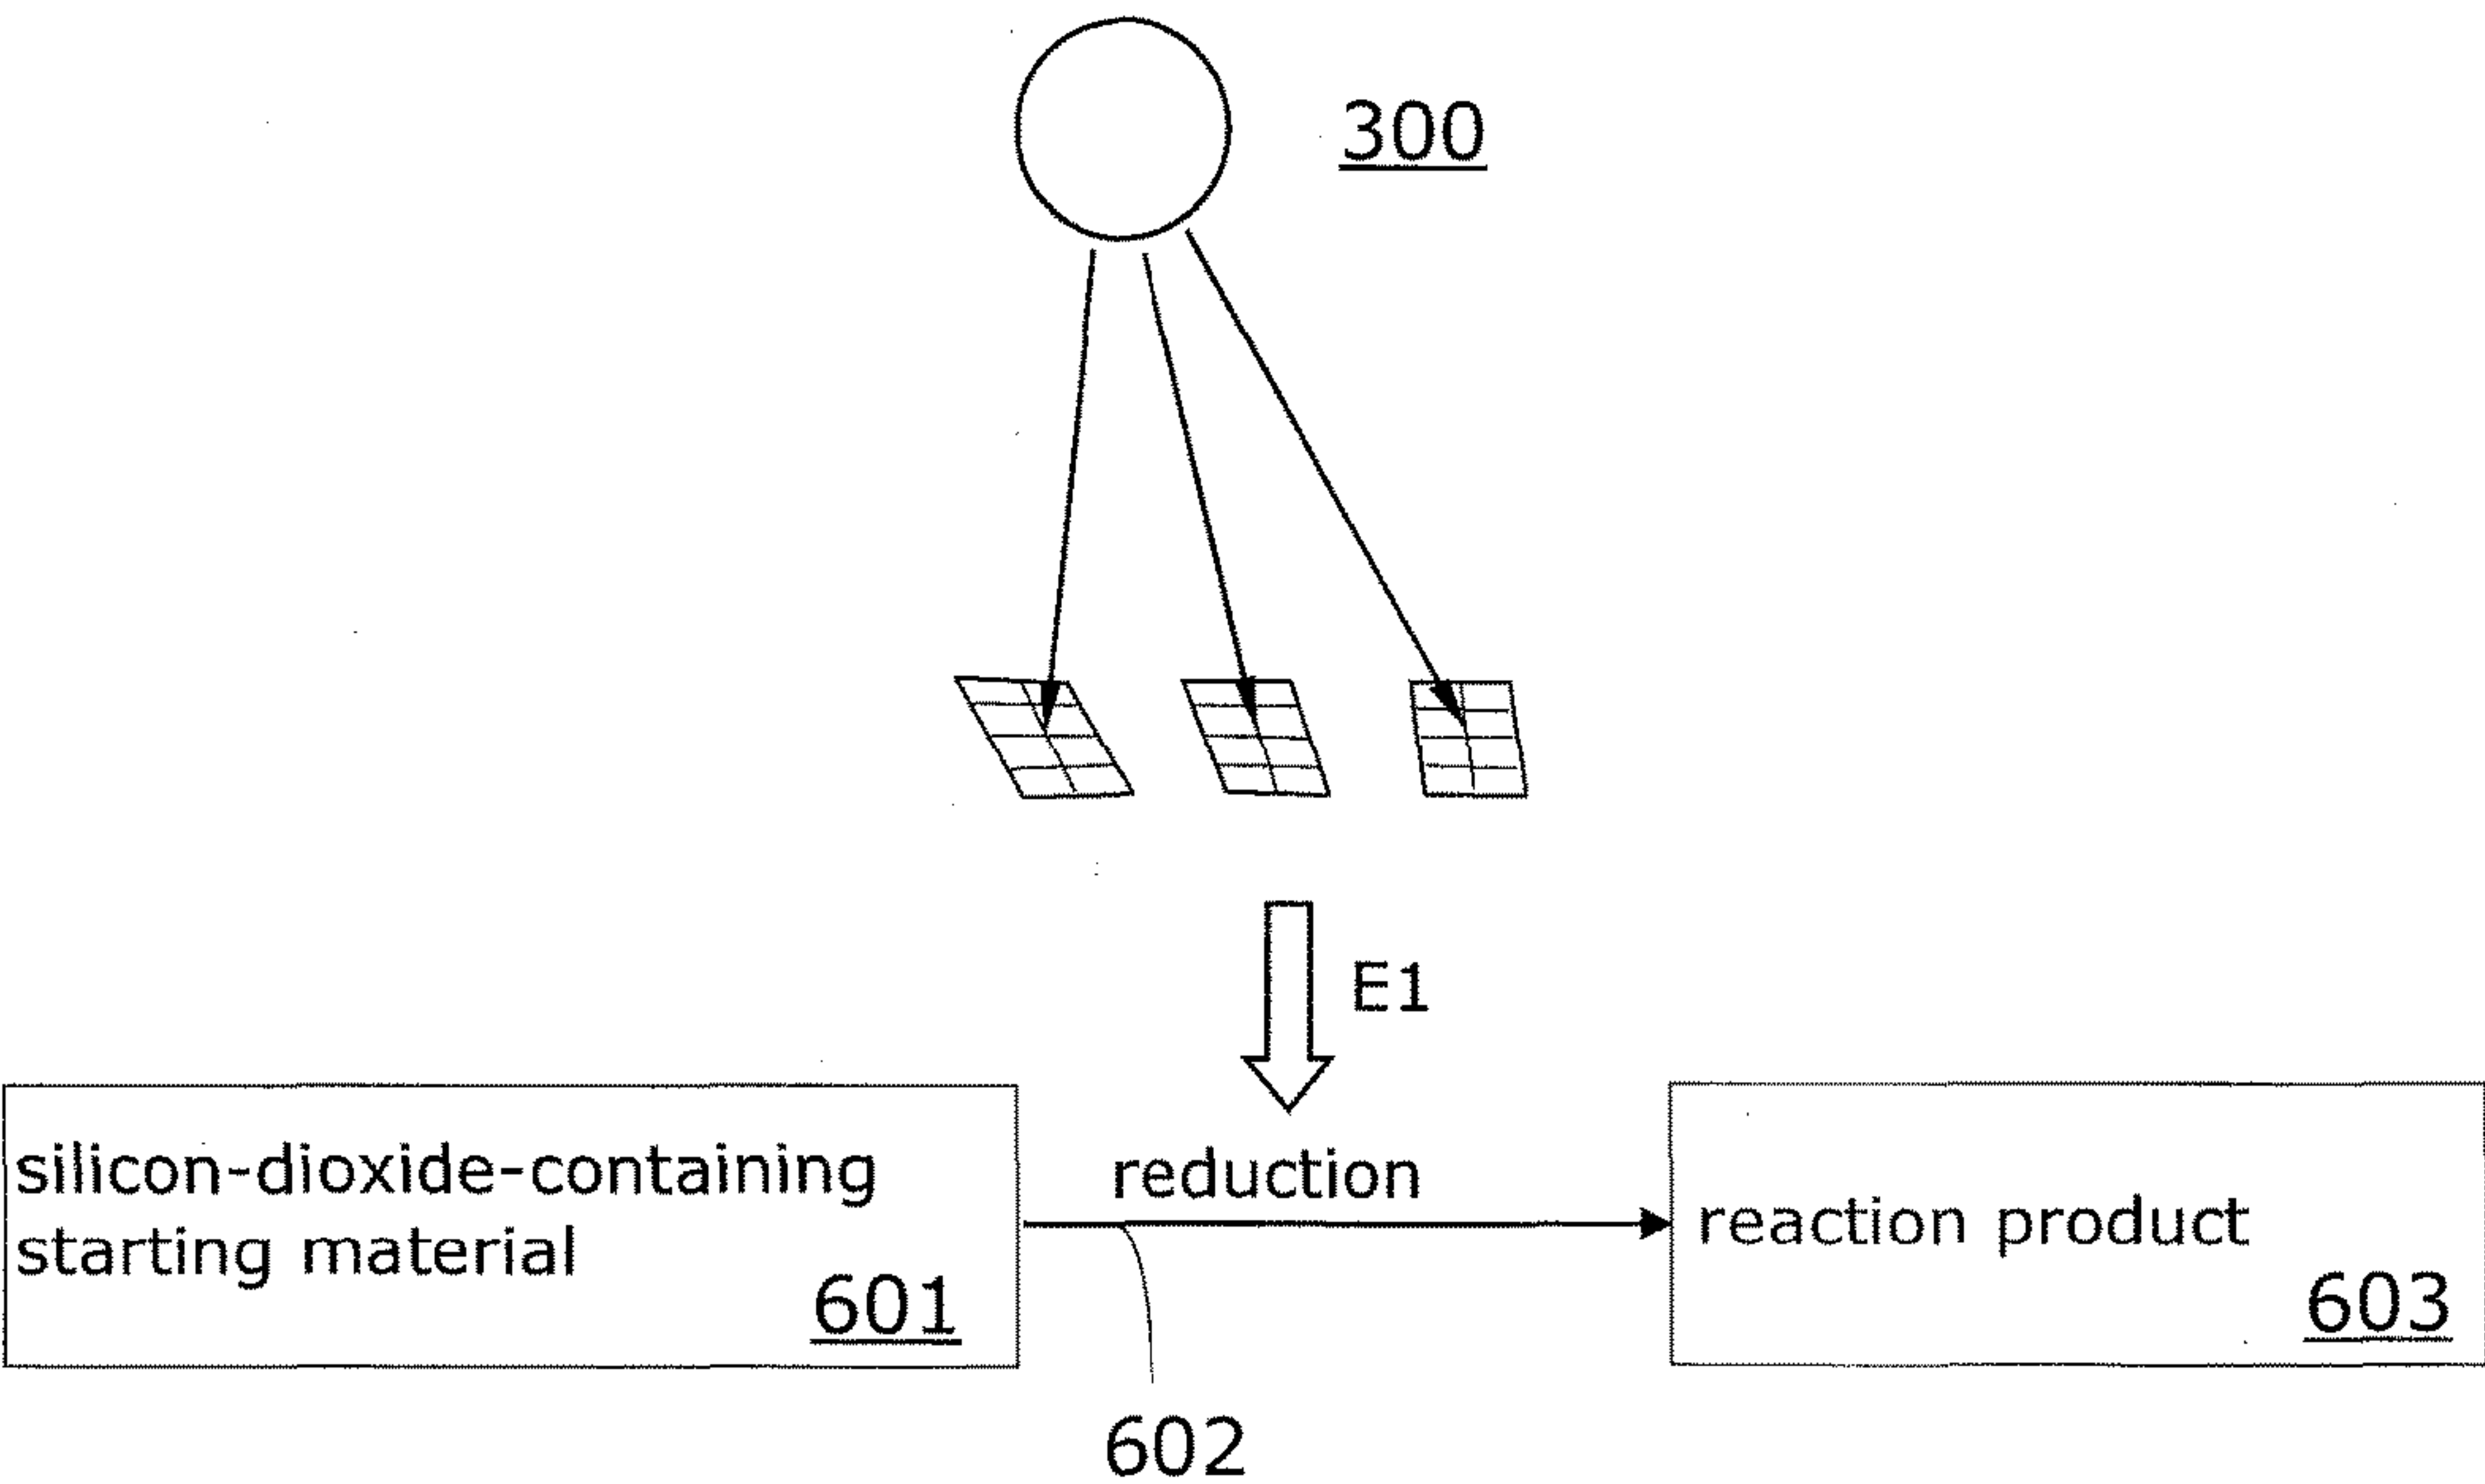 300
E1
silicon-dioxide-containing
starting material
601
reduction
602
reaction product
603